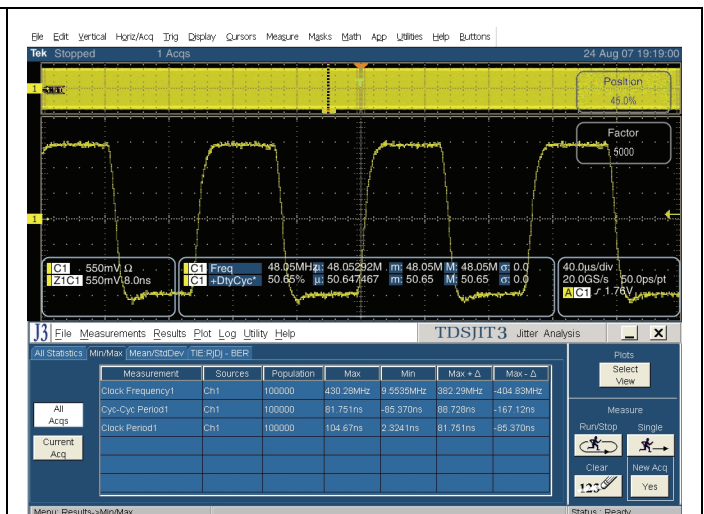 File Edit Vertical Horiz/Acq Trig Display Cursors Measure Masks Math App Utilities Help Buttons
Tek Stopped 1 Acqs 24 Aug 07 19:19:00
Position
45.0%
1
Factor
5000
1
C1 550mV Ω
Z1C1 550mV 8.0ns
C1 Freq 48.05MHz μ: 48.05292M m: 48.05M M: 48.05M σ: 0.0
C1 +DtyCyc* 50.65% μ: 50.647467 m: 50.65 M: 50.65 σ: 0.0
40.0μs/div
20.0GS/s 50.0ps/pt
A C1 1.76V
J3 File Measurements Results Plot Log Utility Help TDSJIT3 Jitter Analysis _ X
All Statistics Min/Max Mean/StdDev TIE:RjDj - BER
Measurement Sources Population Max Min Max + Δ Max - Δ
Clock Frequency1 Ch1 100000 430.28MHz 9.5535MHz 382.29MHz -404.83MHz
Cyc-Cyc Period1 Ch1 100000 81.751ns -85.370ns 88.728ns -167.12ns
Clock Period1 Ch1 100000 104.67ns 2.3241ns 81.751ns -85.370ns
All
Acqs
Current
Acq
Plots
Select
View
Measure
Run/Stop Single
Clear New Acq
123 Yes
Menu: Results->Min/Max Status : Ready